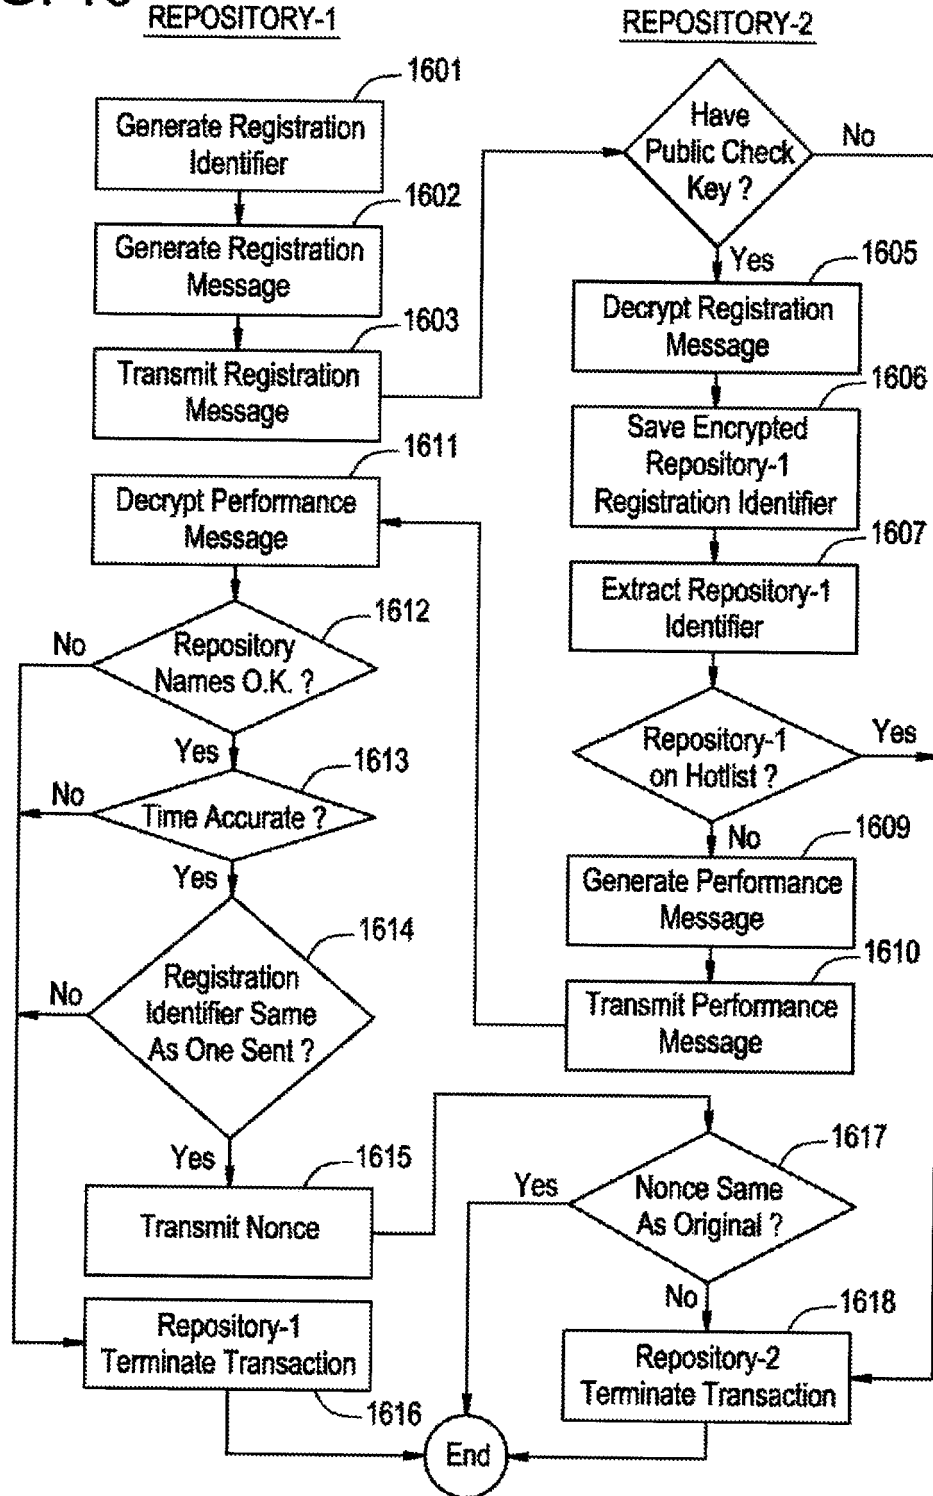 REPOSITORY-1
1601
Generate Registration
Identifier
1602
Generate Registration
Message
1603
Transmit Registration
Message
1611
Decrypt Performance
Message
1612
Repository
Names O.K. ?
No
Yes
1613
Time Accurate ?
No
Yes
1614
Registration
Identifier Same
As One Sent ?
No
Yes
1615
Transmit Nonce
Repository-1
Terminate Transaction
1616
REPOSITORY-2
Have
Public Check
Key ?
No
Yes
1605
Decrypt Registration
Message
1606
Save Encrypted
Repository-1
Registration Identifier
1607
Extract Repository-1
Identifier
Repository-1
on Hotlist ?
Yes
No
1609
Generate Performance
Message
1610
Transmit Performance
Message
1617
Nonce Same
As Original ?
Yes
No
1618
Repository-2
Terminate Transaction
End